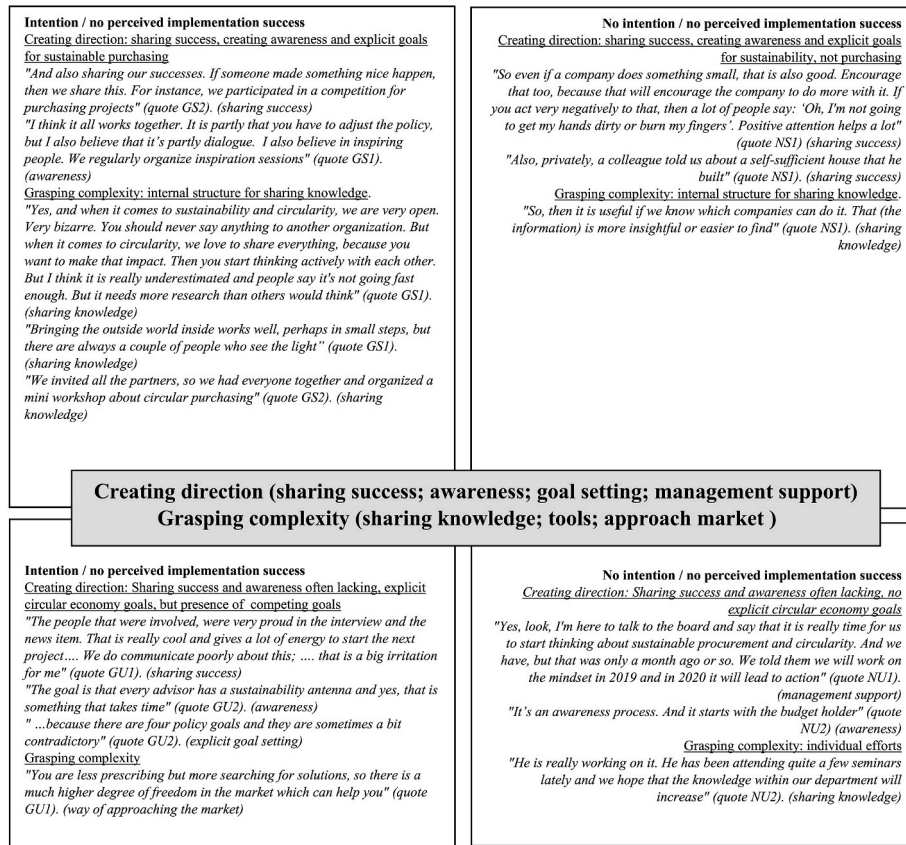 Intention / no perceived implementation success
Creating direction: sharing success, creating awareness and explicit goals
for sustainable purchasing
"And also sharing our successes. If someone made something nice happen,
then we share this. For instance, we participated in a competition for
purchasing projects" (quote GS2). (sharing success)
"I think it all works together. It is partly that you have to adjust the policy,
but I also believe that it's partly dialogue.  I also believe in inspiring
people. We regularly organize inspiration sessions" (quote GS1).
(awareness)
Grasping complexity: internal structure for sharing knowledge.
"Yes, and when it comes to sustainability and circularity, we are very open.
Very bizarre. You should never say anything to another organization. But
when it comes to circularity, we love to share everything, because you
want to make that impact. Then you start thinking actively with each other.
But I think it is really underestimated and people say it's not going fast
enough. But it needs more research than others would think" (quote GS1).
(sharing knowledge)
"Bringing the outside world inside works well, perhaps in small steps, but
there are always a couple of people who see the light” (quote GS1).
(sharing knowledge)
"We invited all the partners, so we had everyone together and organized a
mini workshop about circular purchasing" (quote GS2). (sharing
knowledge)
No intention / no perceived implementation success
Creating direction: sharing success, creating awareness and explicit goals
for sustainability, not purchasing
"So even if a company does something small, that is also good. Encourage
that too, because that will encourage the company to do more with it. If
you act very negatively to that, then a lot of people say: ‘Oh, I'm not going
to get my hands dirty or burn my fingers’. Positive attention helps a lot"
(quote NS1) (sharing success)
"Also, privately, a colleague told us about a self-sufficient house that he
built" (quote NS1). (sharing success)
Grasping complexity: internal structure for sharing knowledge.
"So, then it is useful if we know which companies can do it. That (the
information) is more insightful or easier to find" (quote NS1). (sharing
knowledge)
Creating direction (sharing success; awareness; goal setting; management support)
Grasping complexity (sharing knowledge; tools; approach market )
Intention / no perceived implementation success
Creating direction: Sharing success and awareness often lacking, explicit
circular economy goals, but presence of  competing goals
"The people that were involved, were very proud in the interview and the
news item. That is really cool and gives a lot of energy to start the next
project…. We do communicate poorly about this; …. that is a big irritation
for me" (quote GU1). (sharing success)
"The goal is that every advisor has a sustainability antenna and yes, that is
something that takes time" (quote GU2). (awareness)
" …because there are four policy goals and they are sometimes a bit
contradictory" (quote GU2). (explicit goal setting)
Grasping complexity
"You are less prescribing but more searching for solutions, so there is a
much higher degree of freedom in the market which can help you" (quote
GU1). (way of approaching the market)
No intention / no perceived implementation success
Creating direction: Sharing success and awareness often lacking, no
explicit circular economy goals
"Yes, look, I'm here to talk to the board and say that it is really time for us
to start thinking about sustainable procurement and circularity. And we
have, but that was only a month ago or so. We told them we will work on
the mindset in 2019 and in 2020 it will lead to action" (quote NU1).
(management support)
"It’s an awareness process. And it starts with the budget holder" (quote
NU2) (awareness)
Grasping complexity: individual efforts
"He is really working on it. He has been attending quite a few seminars
lately and we hope that the knowledge within our department will
increase" (quote NU2). (sharing knowledge)